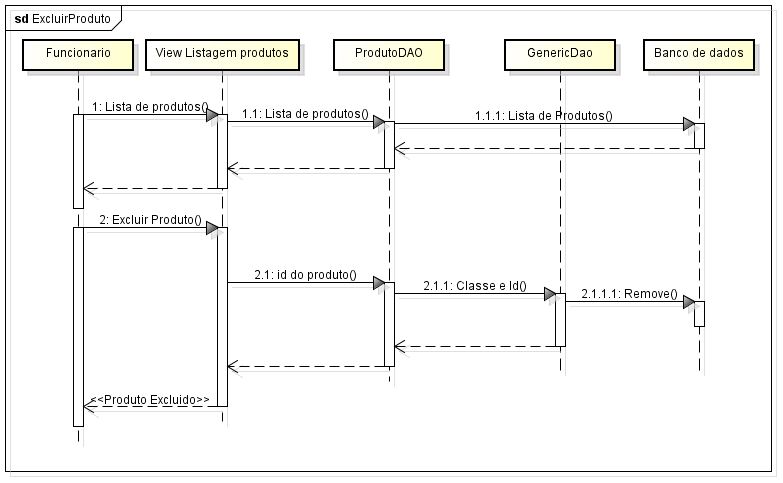 sd ExcluirProduto
Funcionario
View Listagem produtos
ProdutoDAO
GenericDao
Banco de dados
1: Lista de produtos()
1.1: Lista de produtos()
1.1.1: Lista de Produtos()
2: Excluir Produto()
2.1: id do produto()
2.1.1: Classe e Id()
2.1.1.1: Remove()
<<Produto Excluido>>